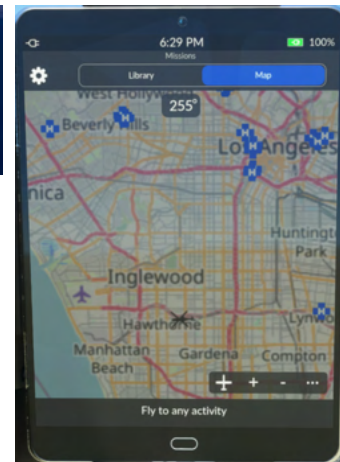 6:29 PM
100%
Missions
Library
Map
255°
West Hollywood
Beverly Hills
Los Angeles
nica
Huntingt
Park
Inglewood
Hawthorne
Lynwo
Manhattan
Beach
Gardena
Compton
+ - ...
Fly to any activity